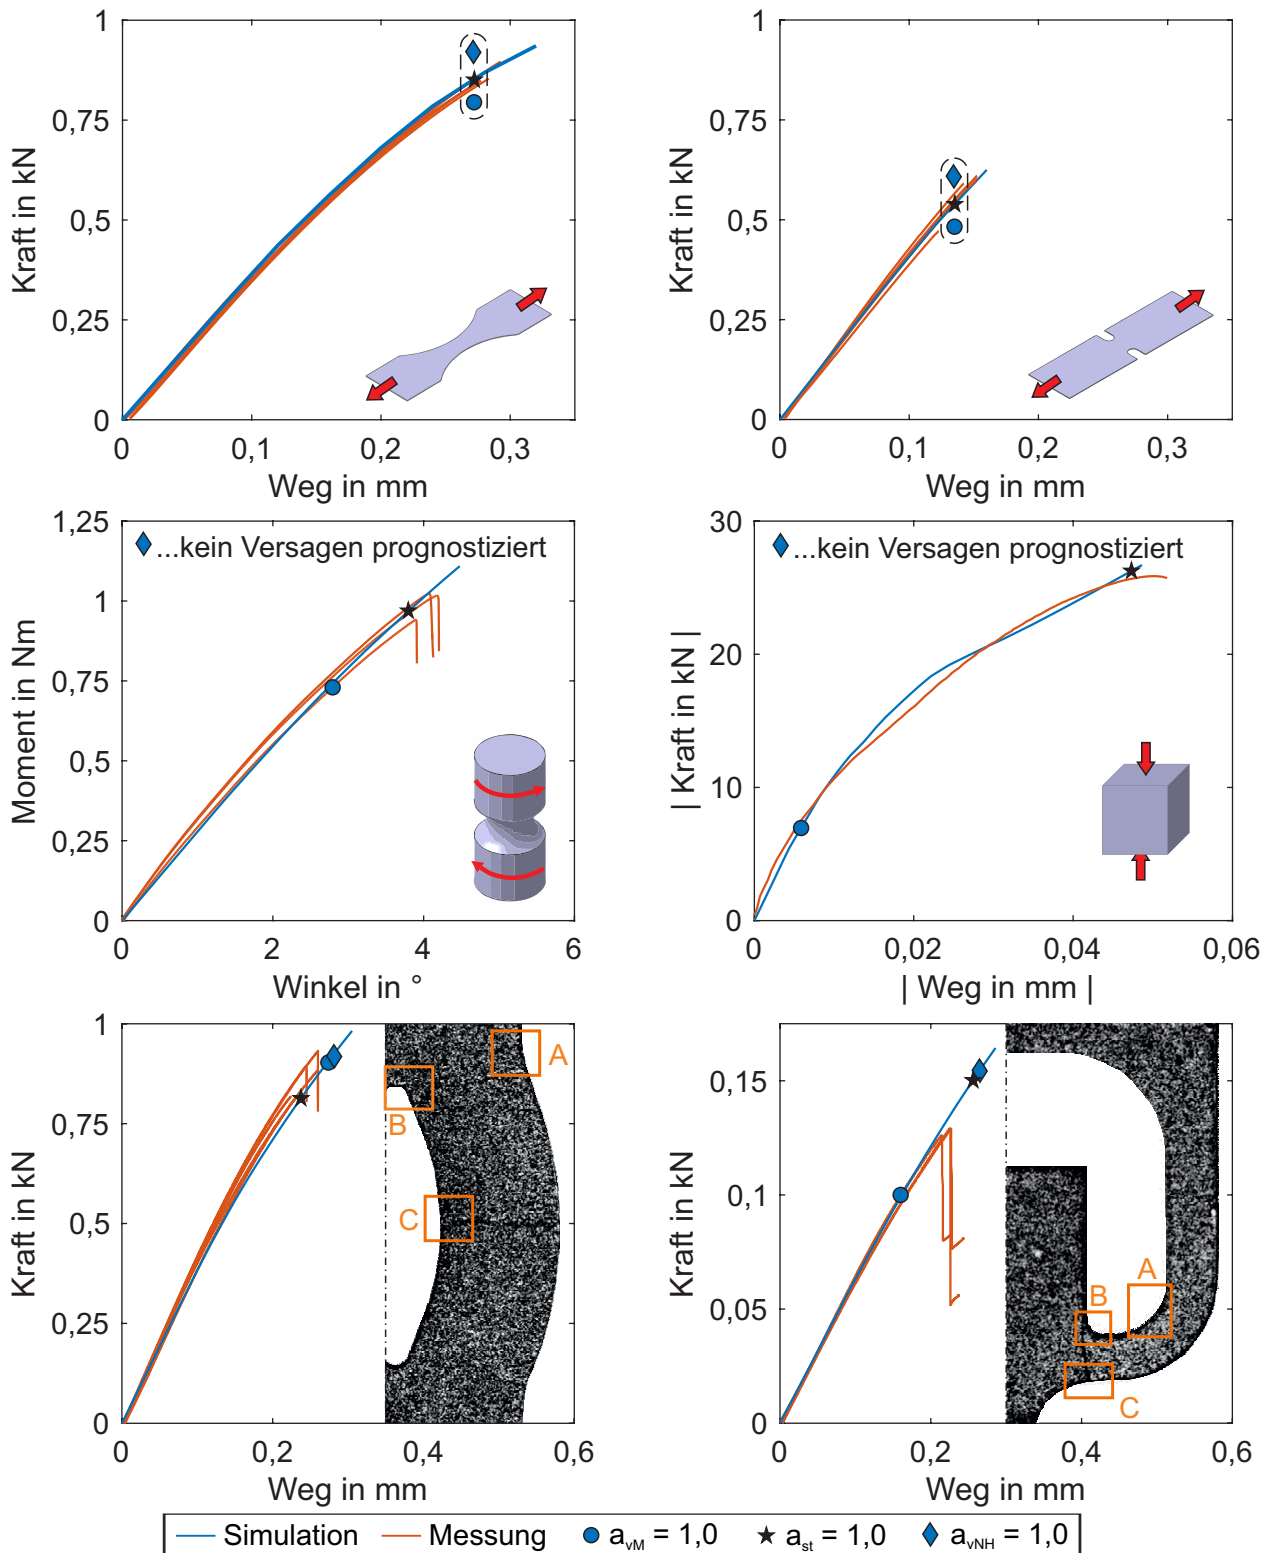 1
0,75
0,5
0,25
0
Kraft in kN
0
0,1
0,2
0,3
Weg in mm
1
0,75
0,5
0,25
0
Kraft in kN
0
0,1
0,2
0,3
Weg in mm
1,25
1
0,75
0,5
0,25
0
Moment in Nm
...kein Versagen prognostiziert
0
2
4
6
Winkel in °
30
20
10
0
| Kraft in kN |
...kein Versagen prognostiziert
0
0,02
0,04
0,06
| Weg in mm |
1
0,75
0,5
0,25
0
Kraft in kN
A
B
C
0
0,2
0,4
0,6
Weg in mm
0,15
0,1
0,05
0
Kraft in kN
A
B
C
0
0,2
0,4
0,6
Weg in mm
Simulation Messung a_vM = 1,0 a_st = 1,0 a_vNH = 1,0